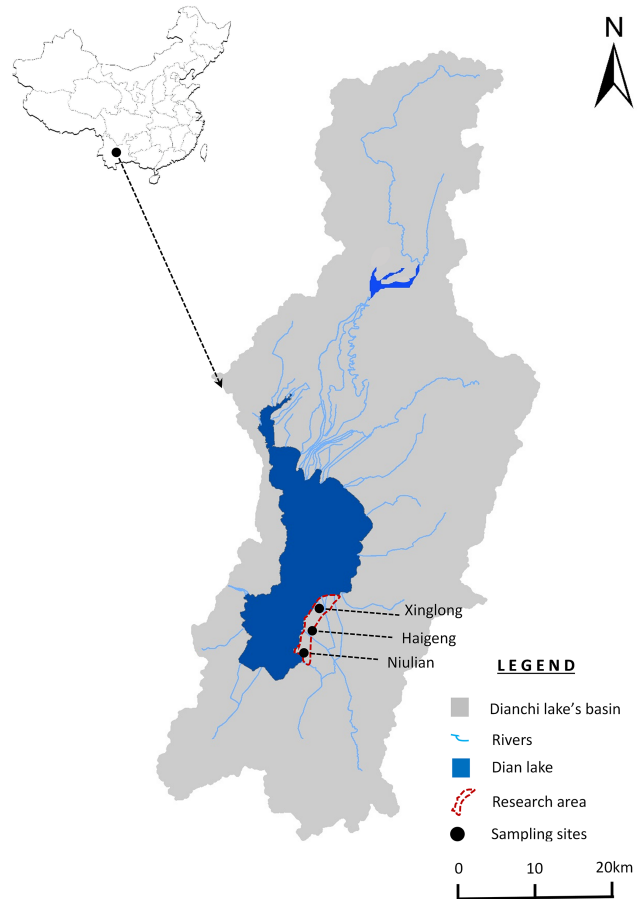 N
Xinglong
Haigeng
Niulian
LEGEND
Dianchi lake's basin
Rivers
Dian lake
Research area
Sampling sites
0 10 20km